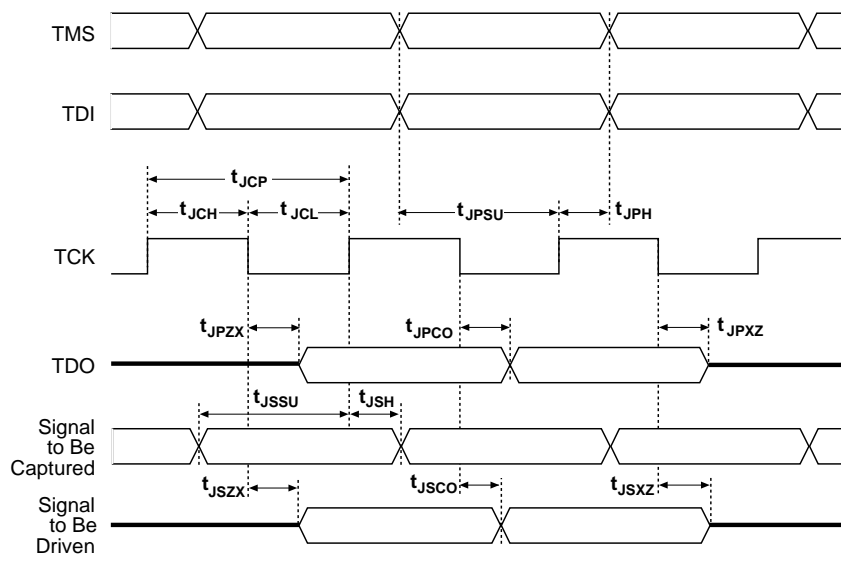 TMS
TDI
tJCP
tJCH
tJCL
tJPSU
tJPH
TCK
tJPZX
tJPCO
tJPXZ
TDO
tJSSU
tJSH
Signal
to Be
Captured
tJSZX
tJSCO
tJSXZ
Signal
to Be
Driven